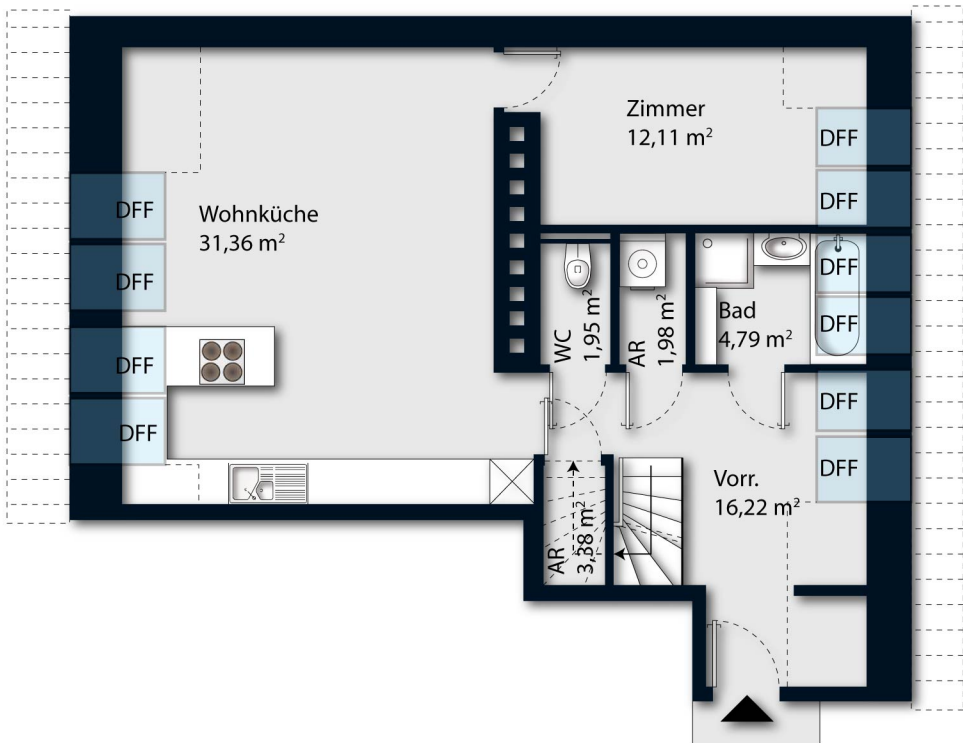 Zimmer
12,11 m²
DFF
DFF
DFF
Wohnküche
31,36 m²
DFF
DFF
DFF
WC
1,95 m²
AR
1,98 m²
Bad
4,79 m²
DFF
DFF
DFF
DFF
DFF
Vorr.
16,22 m²
AR
3,38 m²